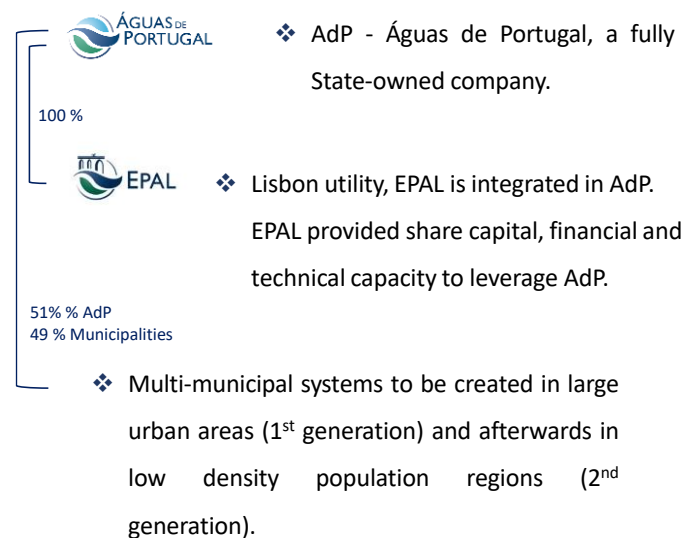 ÁGUAS DE
PORTUGAL
❖ AdP - Águas de Portugal, a fully
State-owned company.
100 %
EPAL
❖ Lisbon utility, EPAL is integrated in AdP.
EPAL provided share capital, financial and
technical capacity to leverage AdP.
51% % AdP
49 % Municipalities
❖ Multi-municipal systems to be created in large
urban areas (1st generation) and afterwards in
low density population regions (2nd
generation).